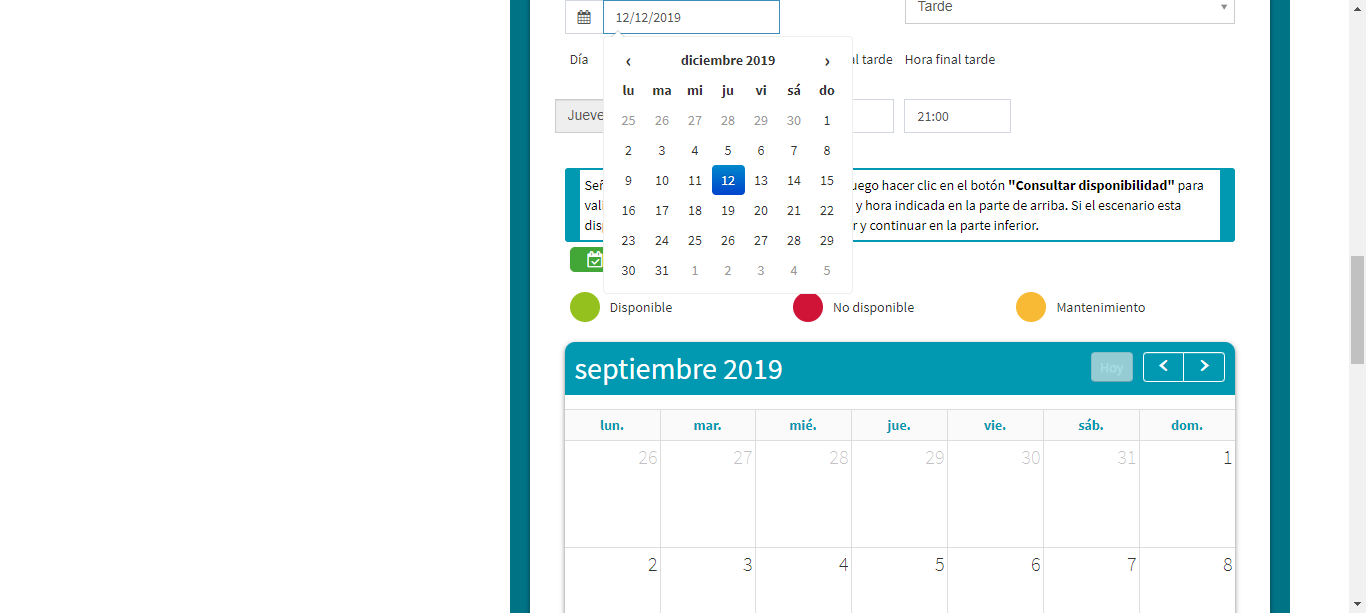 12/12/2019
Tarde
Día
al tarde
Hora final tarde
‹ diciembre 2019 ›
lu ma mi ju vi sá do
25 26 27 28 29 30 1
2 3 4 5 6 7 8
9 10 11 12 13 14 15
16 17 18 19 20 21 22
23 24 25 26 27 28 29
30 31 1 2 3 4 5
Jueve
21:00
Señ
uego hacer clic en el botón "Consultar disponibilidad" para
vali
y hora indicada en la parte de arriba. Si el escenario esta
disp
r y continuar en la parte inferior.
Disponible
No disponible
Mantenimiento
septiembre 2019
Hoy
lun. mar. mié. jue. vie. sáb. dom.
26 27 28 29 30 31 1
2 3 4 5 6 7 8